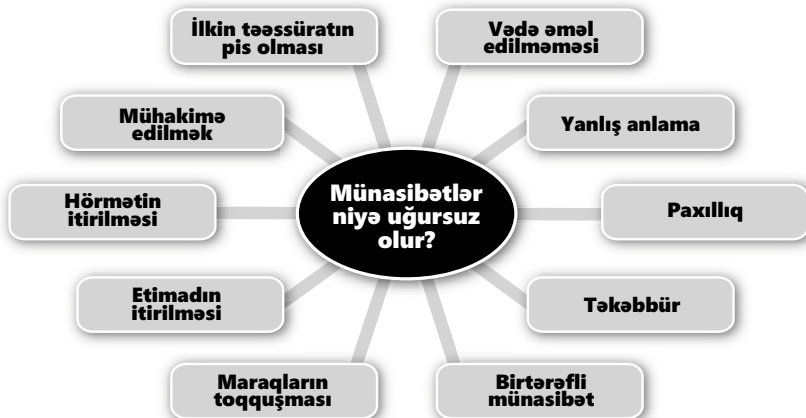 İlkin təəssüratın
pis olması
Vədə əməl
edilməməsi
Mühakimə
edilmək
Yanlış anlama
Münasibətlər
niyə uğursuz
olur?
Hörmətin
itirilməsi
Paxıllıq
Etimadın
itirilməsi
Təkəbbür
Maraqların
toqquşması
Birtərəfli
münasibət